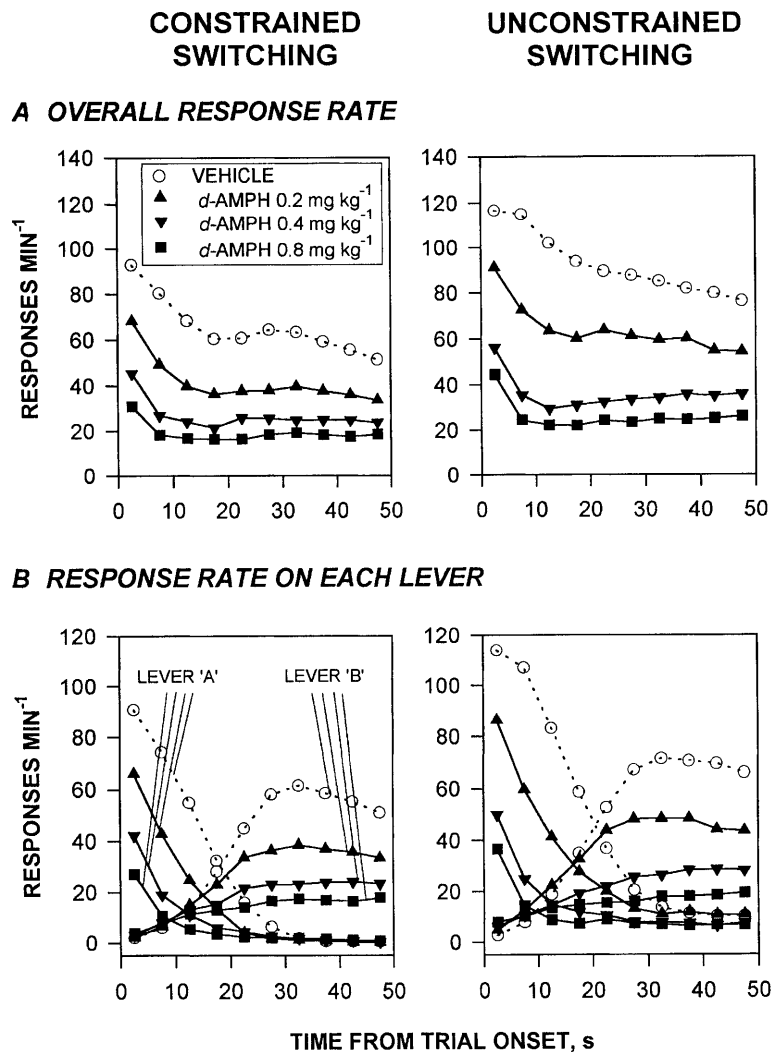 CONSTRAINED SWITCHING
UNCONSTRAINED SWITCHING
A OVERALL RESPONSE RATE
RESPONSES MIN⁻¹
140
120
100
80
60
40
20
0
VEHICLE
d-AMPH 0.2 mg kg⁻¹
d-AMPH 0.4 mg kg⁻¹
d-AMPH 0.8 mg kg⁻¹
0 10 20 30 40 50
140
120
100
80
60
40
20
0
0 10 20 30 40 50
B RESPONSE RATE ON EACH LEVER
RESPONSES MIN⁻¹
120
100
80
60
40
20
0
LEVER 'A' LEVER 'B'
0 10 20 30 40 50
120
100
80
60
40
20
0
0 10 20 30 40 50
TIME FROM TRIAL ONSET, s